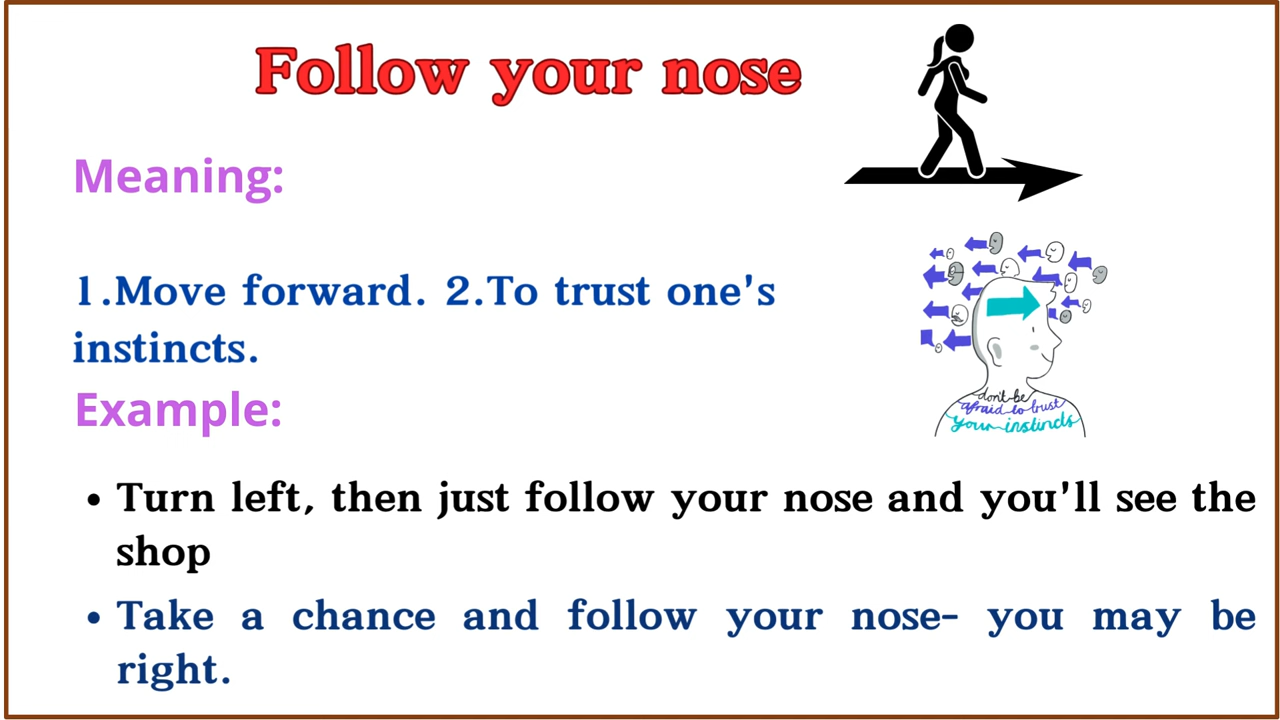 Follow your nose
Meaning:
1.Move forward. 2.To trust one's
instincts.
don't be
afraid to trust
your instincts
Example:
• Turn left, then just follow your nose and you'll see the
shop
• Take a chance and follow your nose- you may be
right.